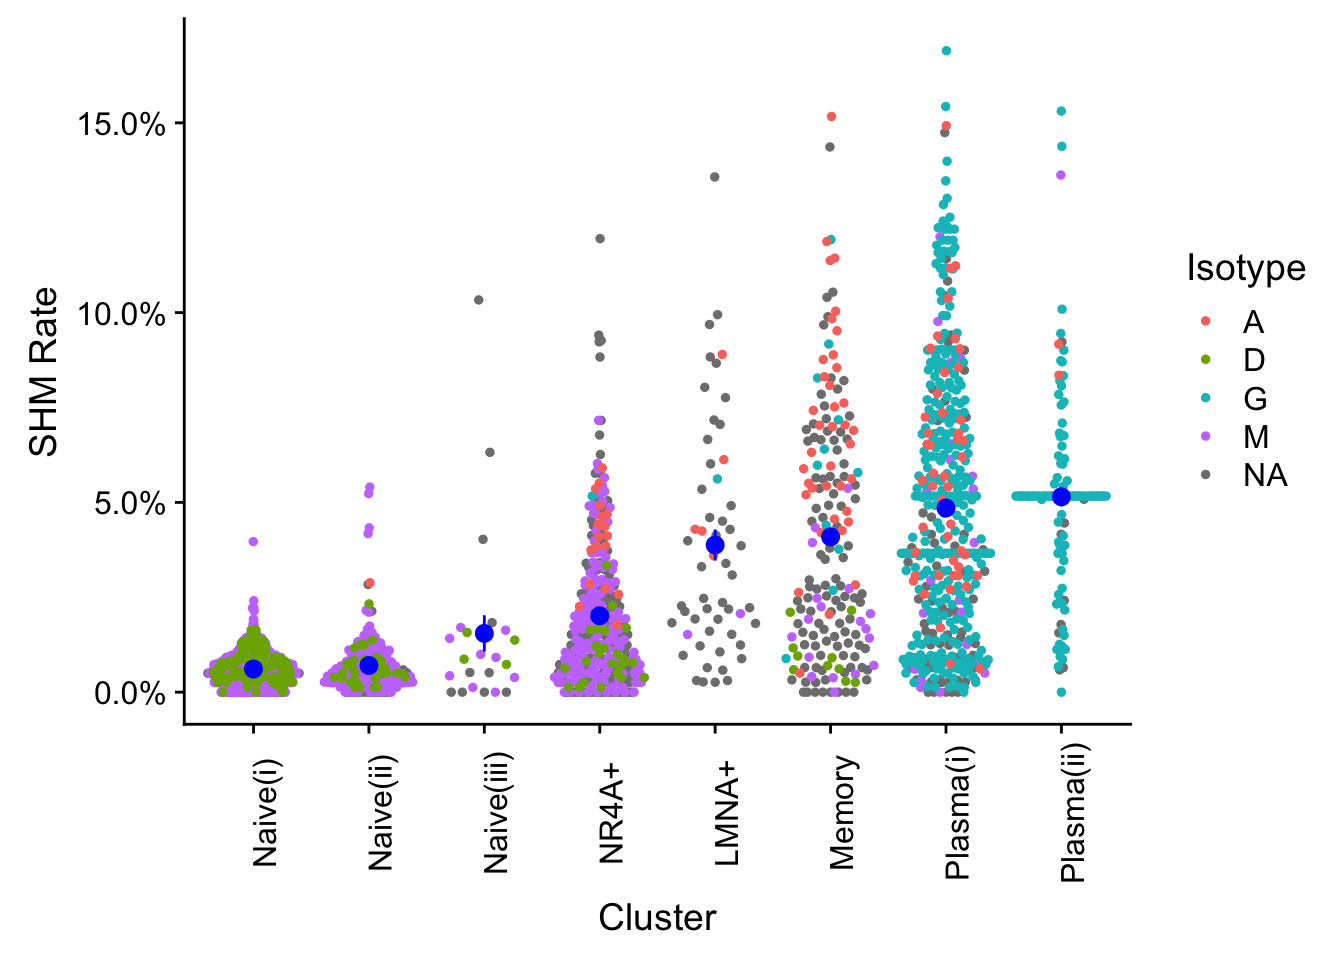 15.0%
10.0%
5.0%
0.0%
SHM Rate
Naive(i)
Naive(ii)
Naive(iii)
NR4A+
LMNA+
Memory
Plasma(i)
Plasma(ii)
Cluster
Isotype
A
D
G
M
NA